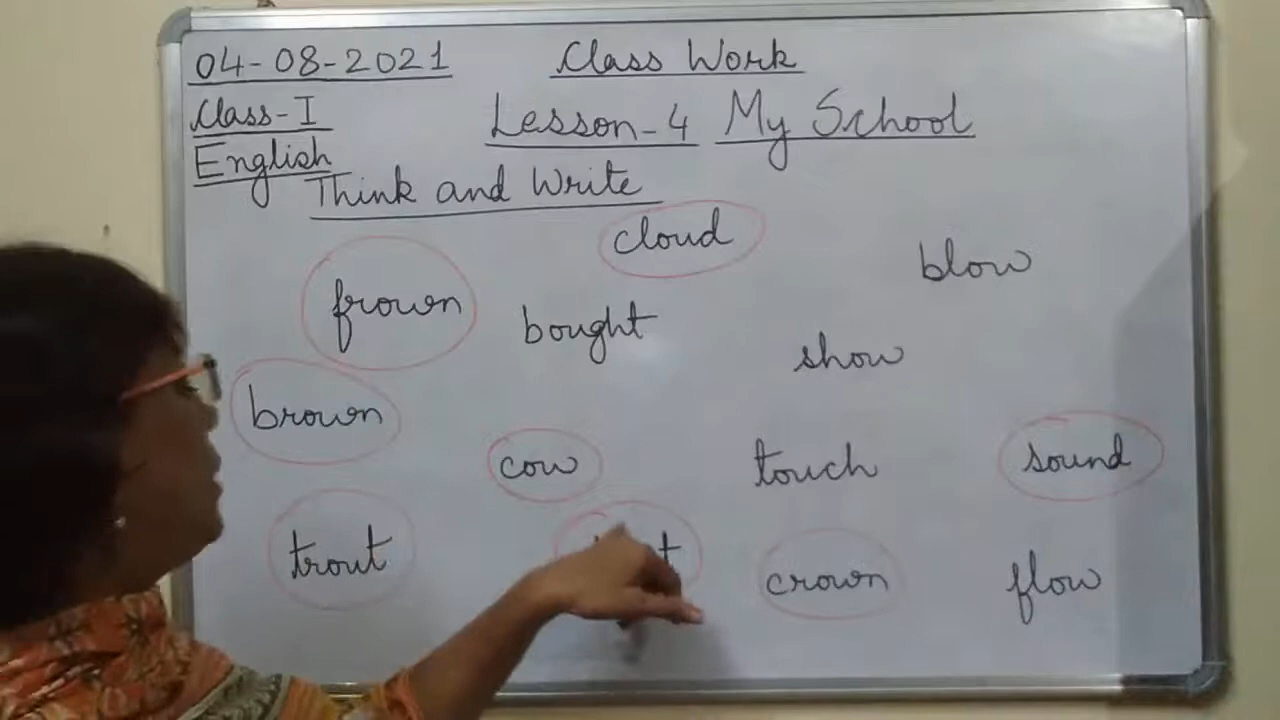 04-08-2021 Class Work
Class-I Lesson-4 My School
English
Think and Write
cloud
blow
frown
bought
show
brown
cow
touch
sound
trout
crown
flow